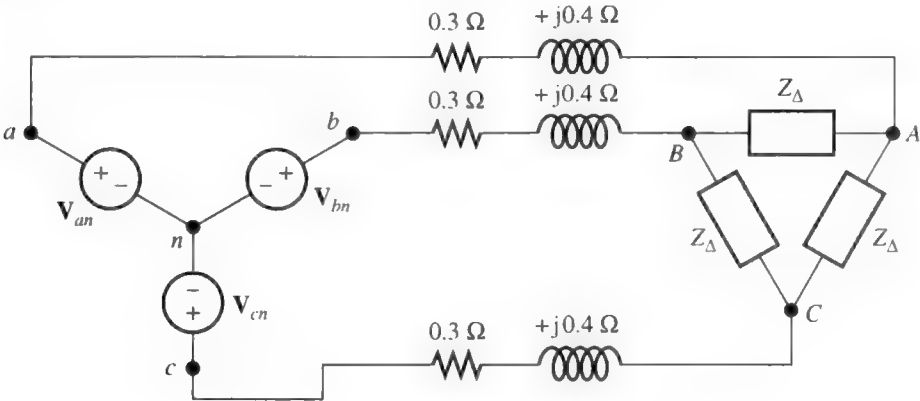 +j0.4 Ω
0.3 Ω
+j0.4 Ω
0.3 Ω
Z_Δ
a
b
B
A
+ −
− +
V_an
V_bn
n
Z_Δ
Z_Δ
−
+
V_cn
C
+j0.4 Ω
0.3 Ω
c